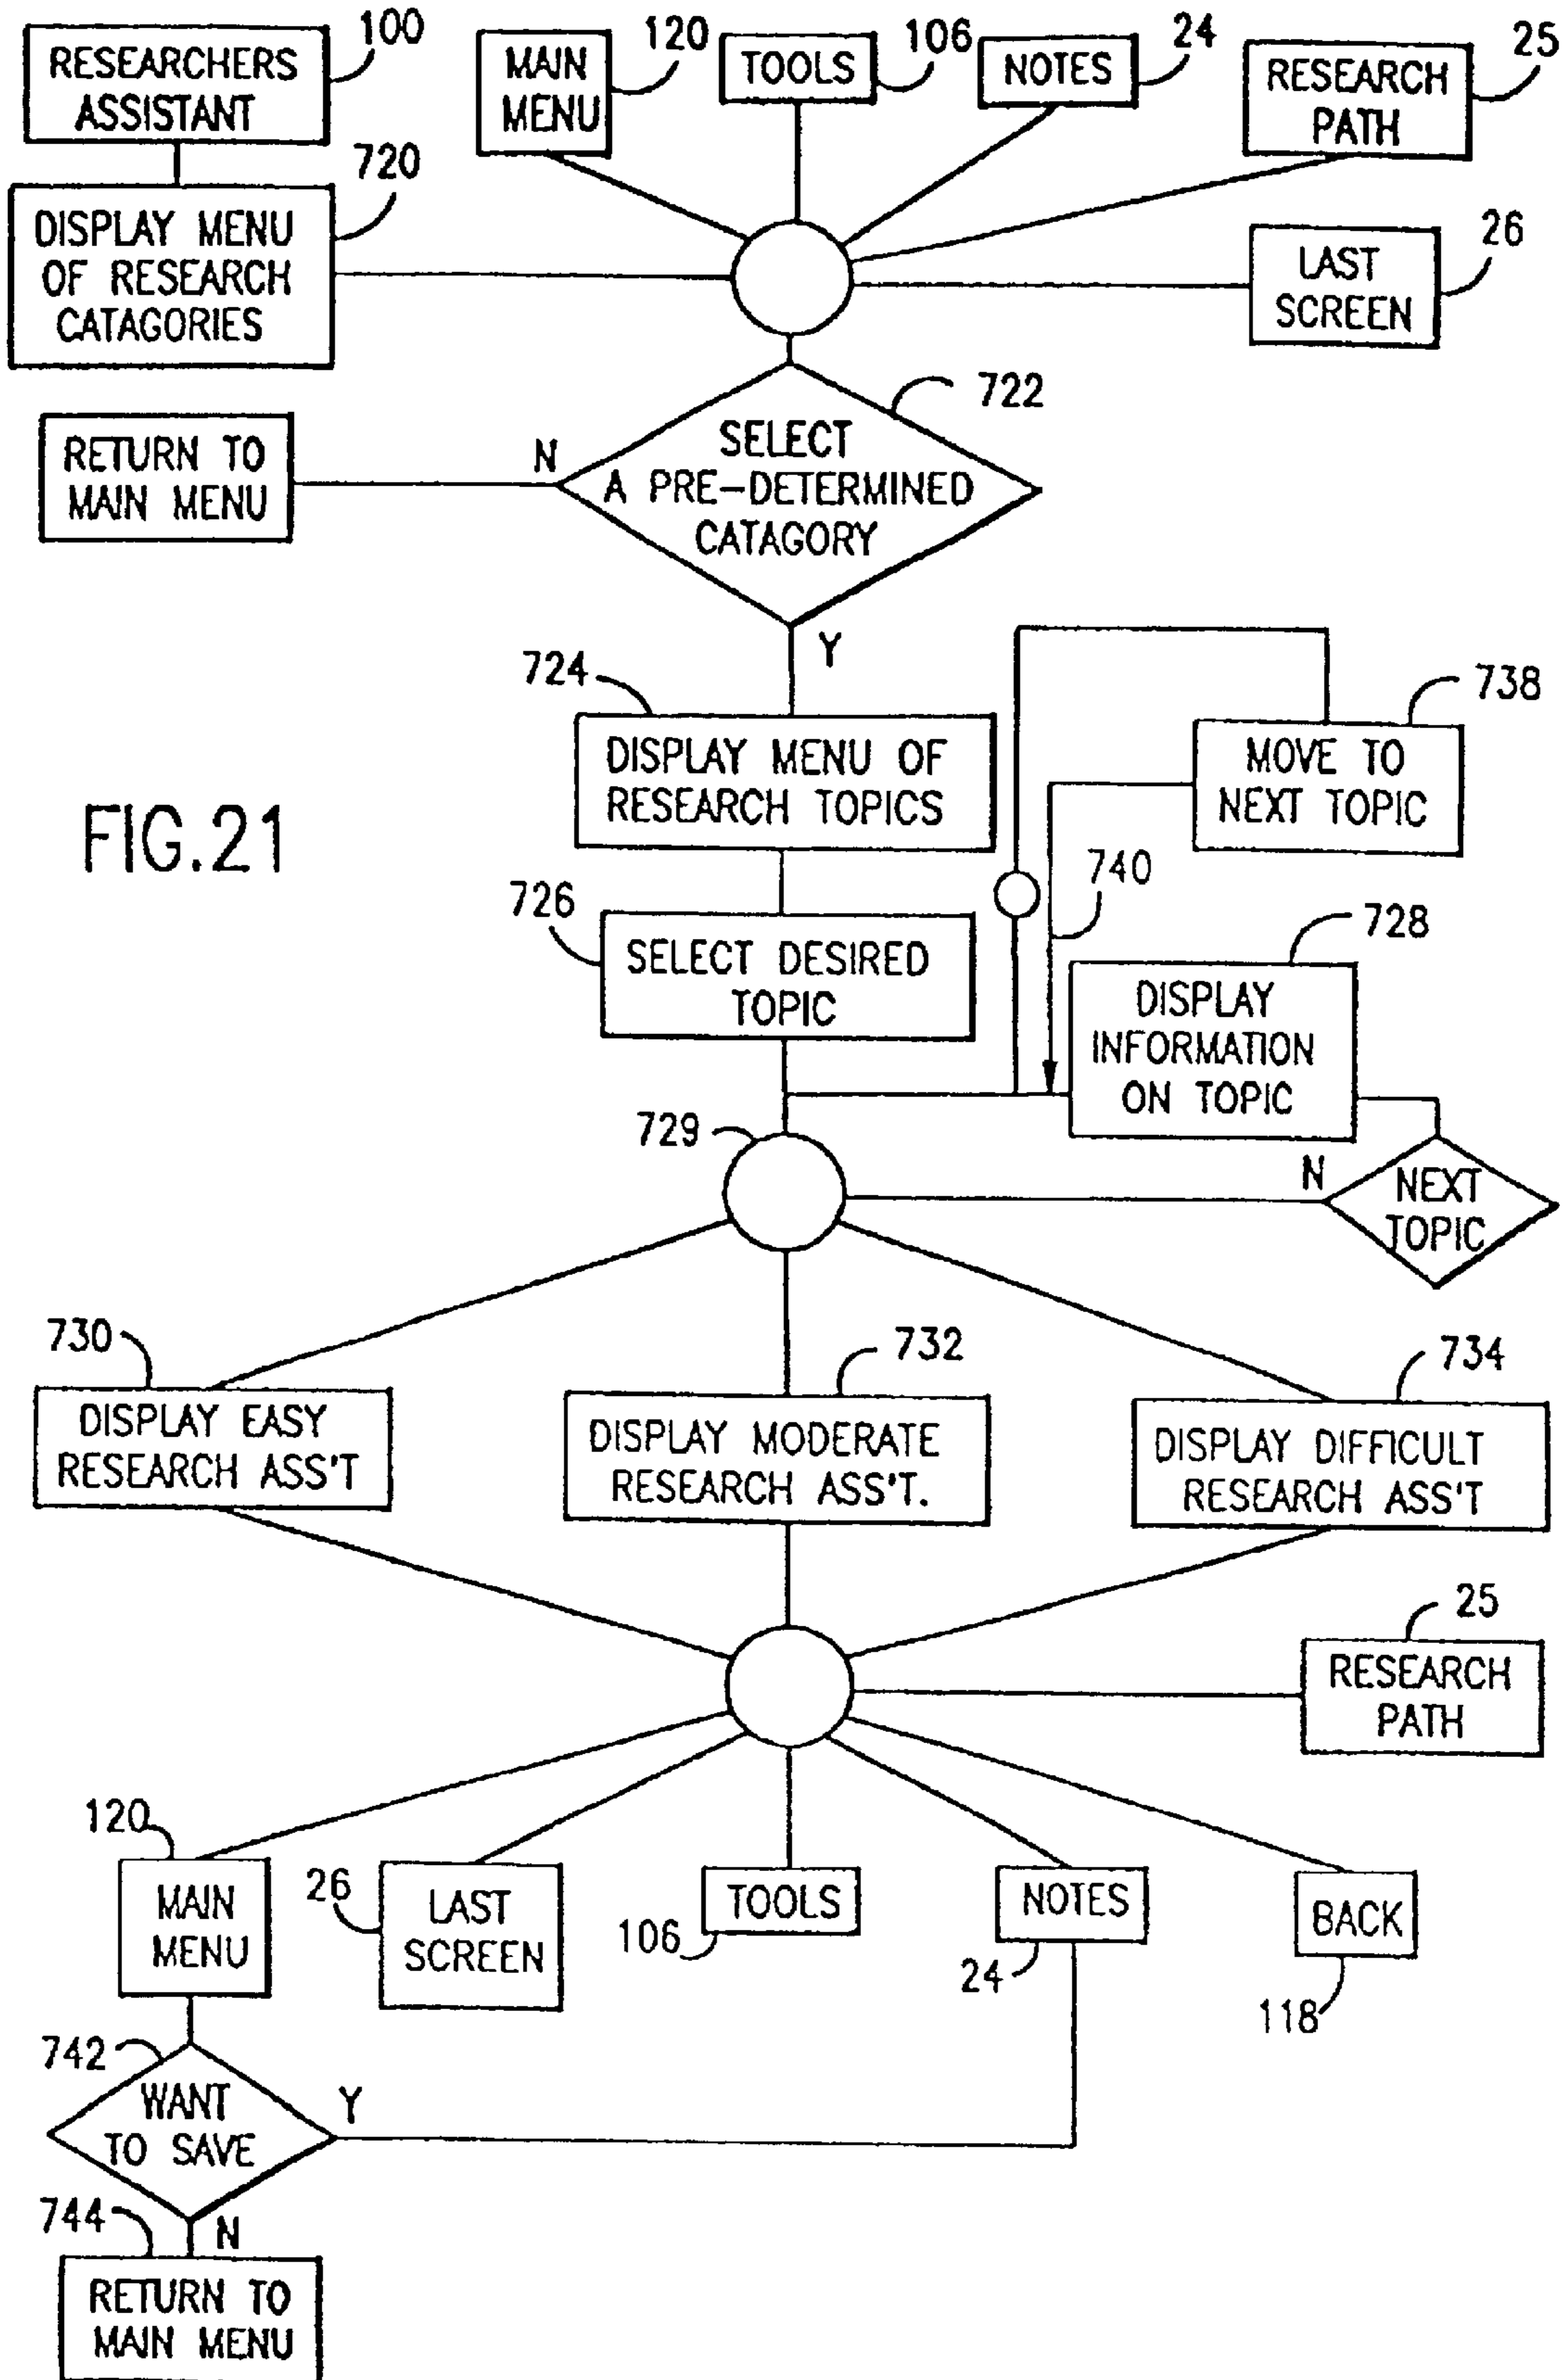 RESEARCHERS
ASSISTANT
100
MAIN
MENU
120
TOOLS
106
NOTES
24
RESEARCH
PATH
25
720
DISPLAY MENU
OF RESEARCH
CATAGORIES
LAST
SCREEN
26
722
SELECT
A PRE-DETERMINED
CATAGORY
N
RETURN TO
MAIN MENU
Y
724
DISPLAY MENU OF
RESEARCH TOPICS
738
MOVE TO
NEXT TOPIC
FIG.21
740
726
SELECT DESIRED
TOPIC
728
DISPLAY
INFORMATION
ON TOPIC
729
N
NEXT
TOPIC
730
DISPLAY EASY
RESEARCH ASS'T
732
DISPLAY MODERATE
RESEARCH ASS'T.
734
DISPLAY DIFFICULT
RESEARCH ASS'T
25
RESEARCH
PATH
120
MAIN
MENU
26
LAST
SCREEN
TOOLS
106
NOTES
24
BACK
118
742
WANT
TO SAVE
Y
744
N
RETURN TO
MAIN MENU